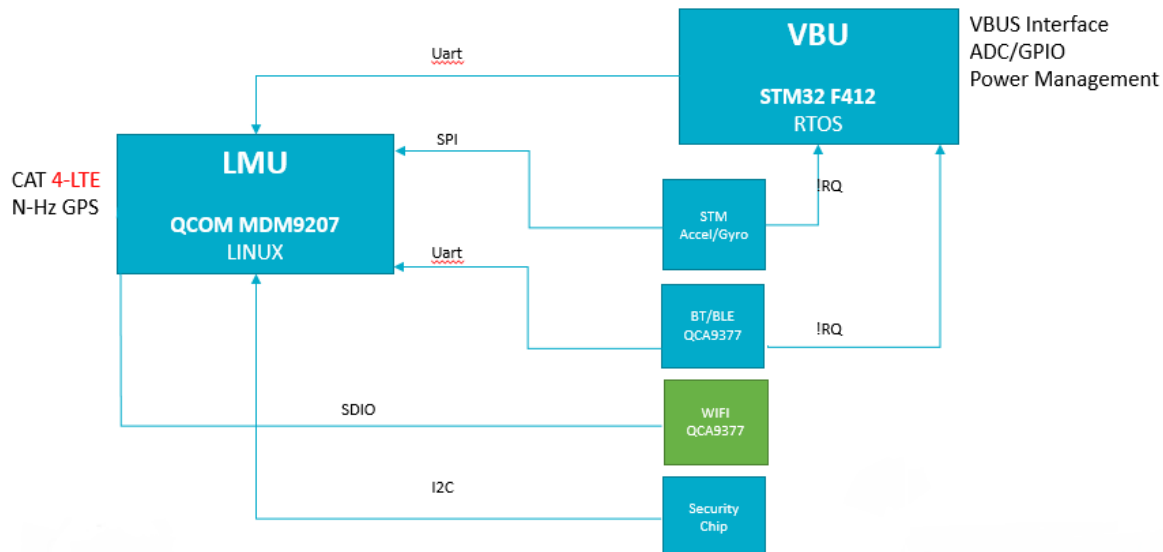 VBU
STM32 F412
RTOS
VBUS Interface
ADC/GPIO
Power Management
Uart
LMU
QCOM MDM9207
LINUX
CAT 4-LTE
N-Hz GPS
SPI
STM
Accel/Gyro
!RQ
Uart
BT/BLE
QCA9377
!RQ
SDIO
WIFI
QCA9377
I2C
Security
Chip